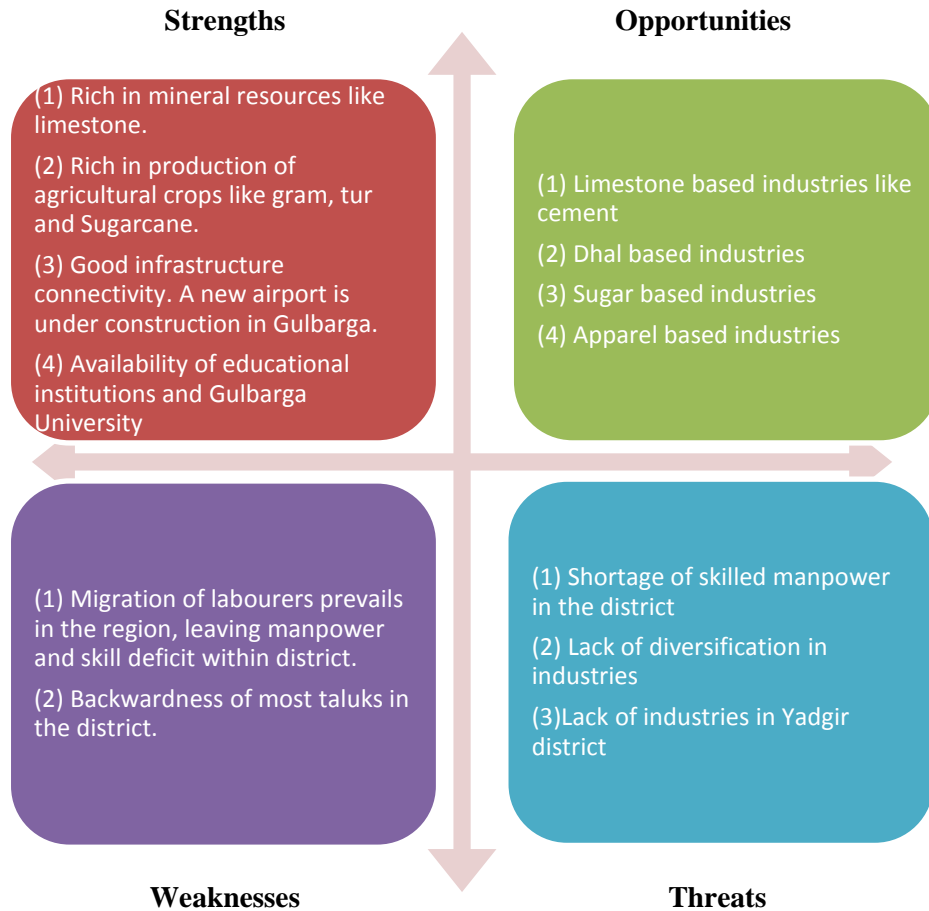 Strengths
Opportunities
(1) Rich in mineral resources like
limestone.
(2) Rich in production of
agricultural crops like gram, tur
and Sugarcane.
(3) Good infrastructure
connectivity. A new airport is
under construction in Gulbarga.
(4) Availability of educational
institutions and Gulbarga
University
(1) Limestone based industries like
cement
(2) Dhal based industries
(3) Sugar based industries
(4) Apparel based industries
(1) Migration of labourers prevails
in the region, leaving manpower
and skill deficit within district.
(2) Backwardness of most taluks in
the district.
(1) Shortage of skilled manpower
in the district
(2) Lack of diversification in
industries
(3)Lack of industries in Yadgir
district
Weaknesses
Threats